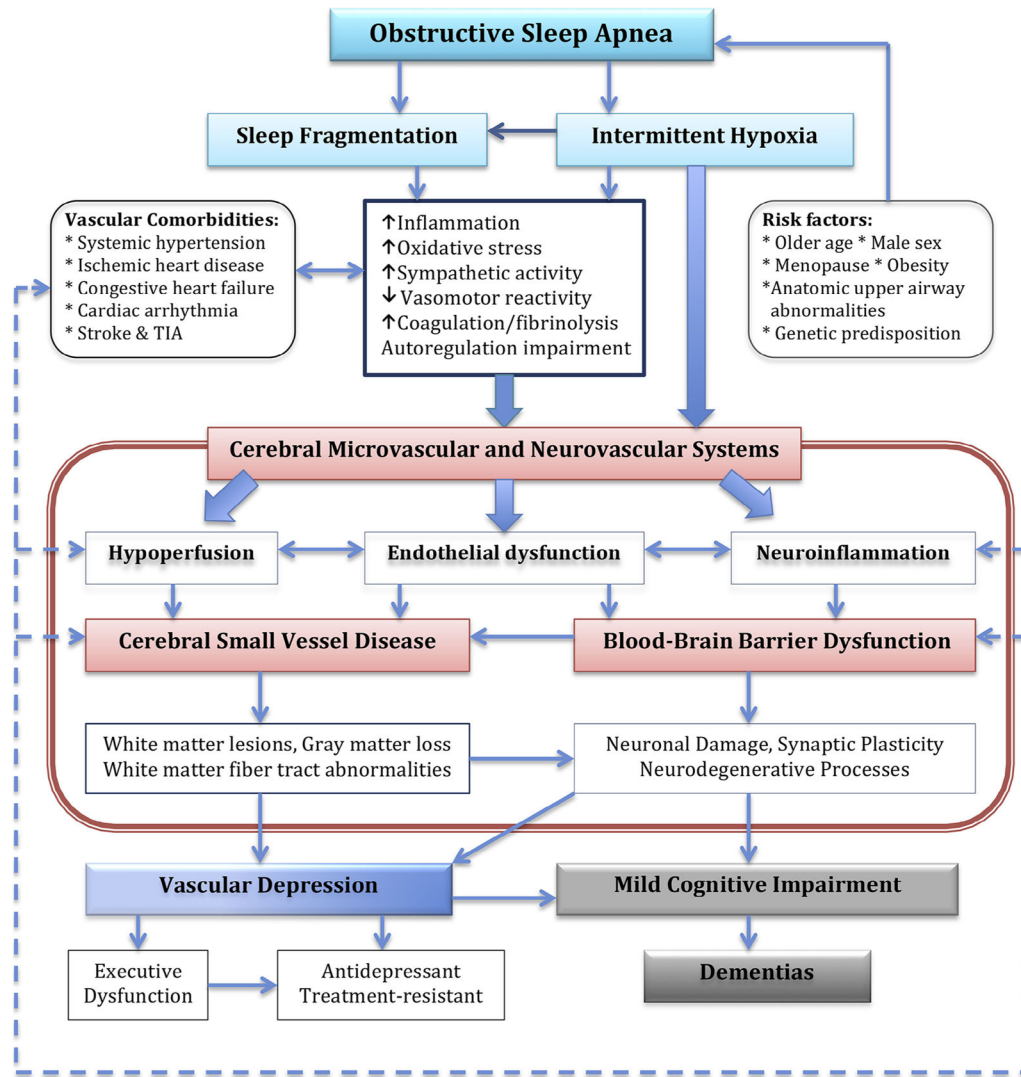 Obstructive Sleep Apnea
Sleep Fragmentation
Intermittent Hypoxia
Vascular Comorbidities:
* Systemic hypertension
* Ischemic heart disease
* Congestive heart failure
* Cardiac arrhythmia
* Stroke & TIA
↑Inflammation
↑Oxidative stress
↑Sympathetic activity
↓ Vasomotor reactivity
↑Coagulation/fibrinolysis
Autoregulation impairment
Risk factors:
* Older age * Male sex
* Menopause * Obesity
*Anatomic upper airway
abnormalities
* Genetic predisposition
Cerebral Microvascular and Neurovascular Systems
Hypoperfusion
Endothelial dysfunction
Neuroinflammation
Cerebral Small Vessel Disease
Blood-Brain Barrier Dysfunction
White matter lesions, Gray matter loss
White matter fiber tract abnormalities
Neuronal Damage, Synaptic Plasticity
Neurodegenerative Processes
Vascular Depression
Mild Cognitive Impairment
Executive
Dysfunction
Antidepressant
Treatment-resistant
Dementias